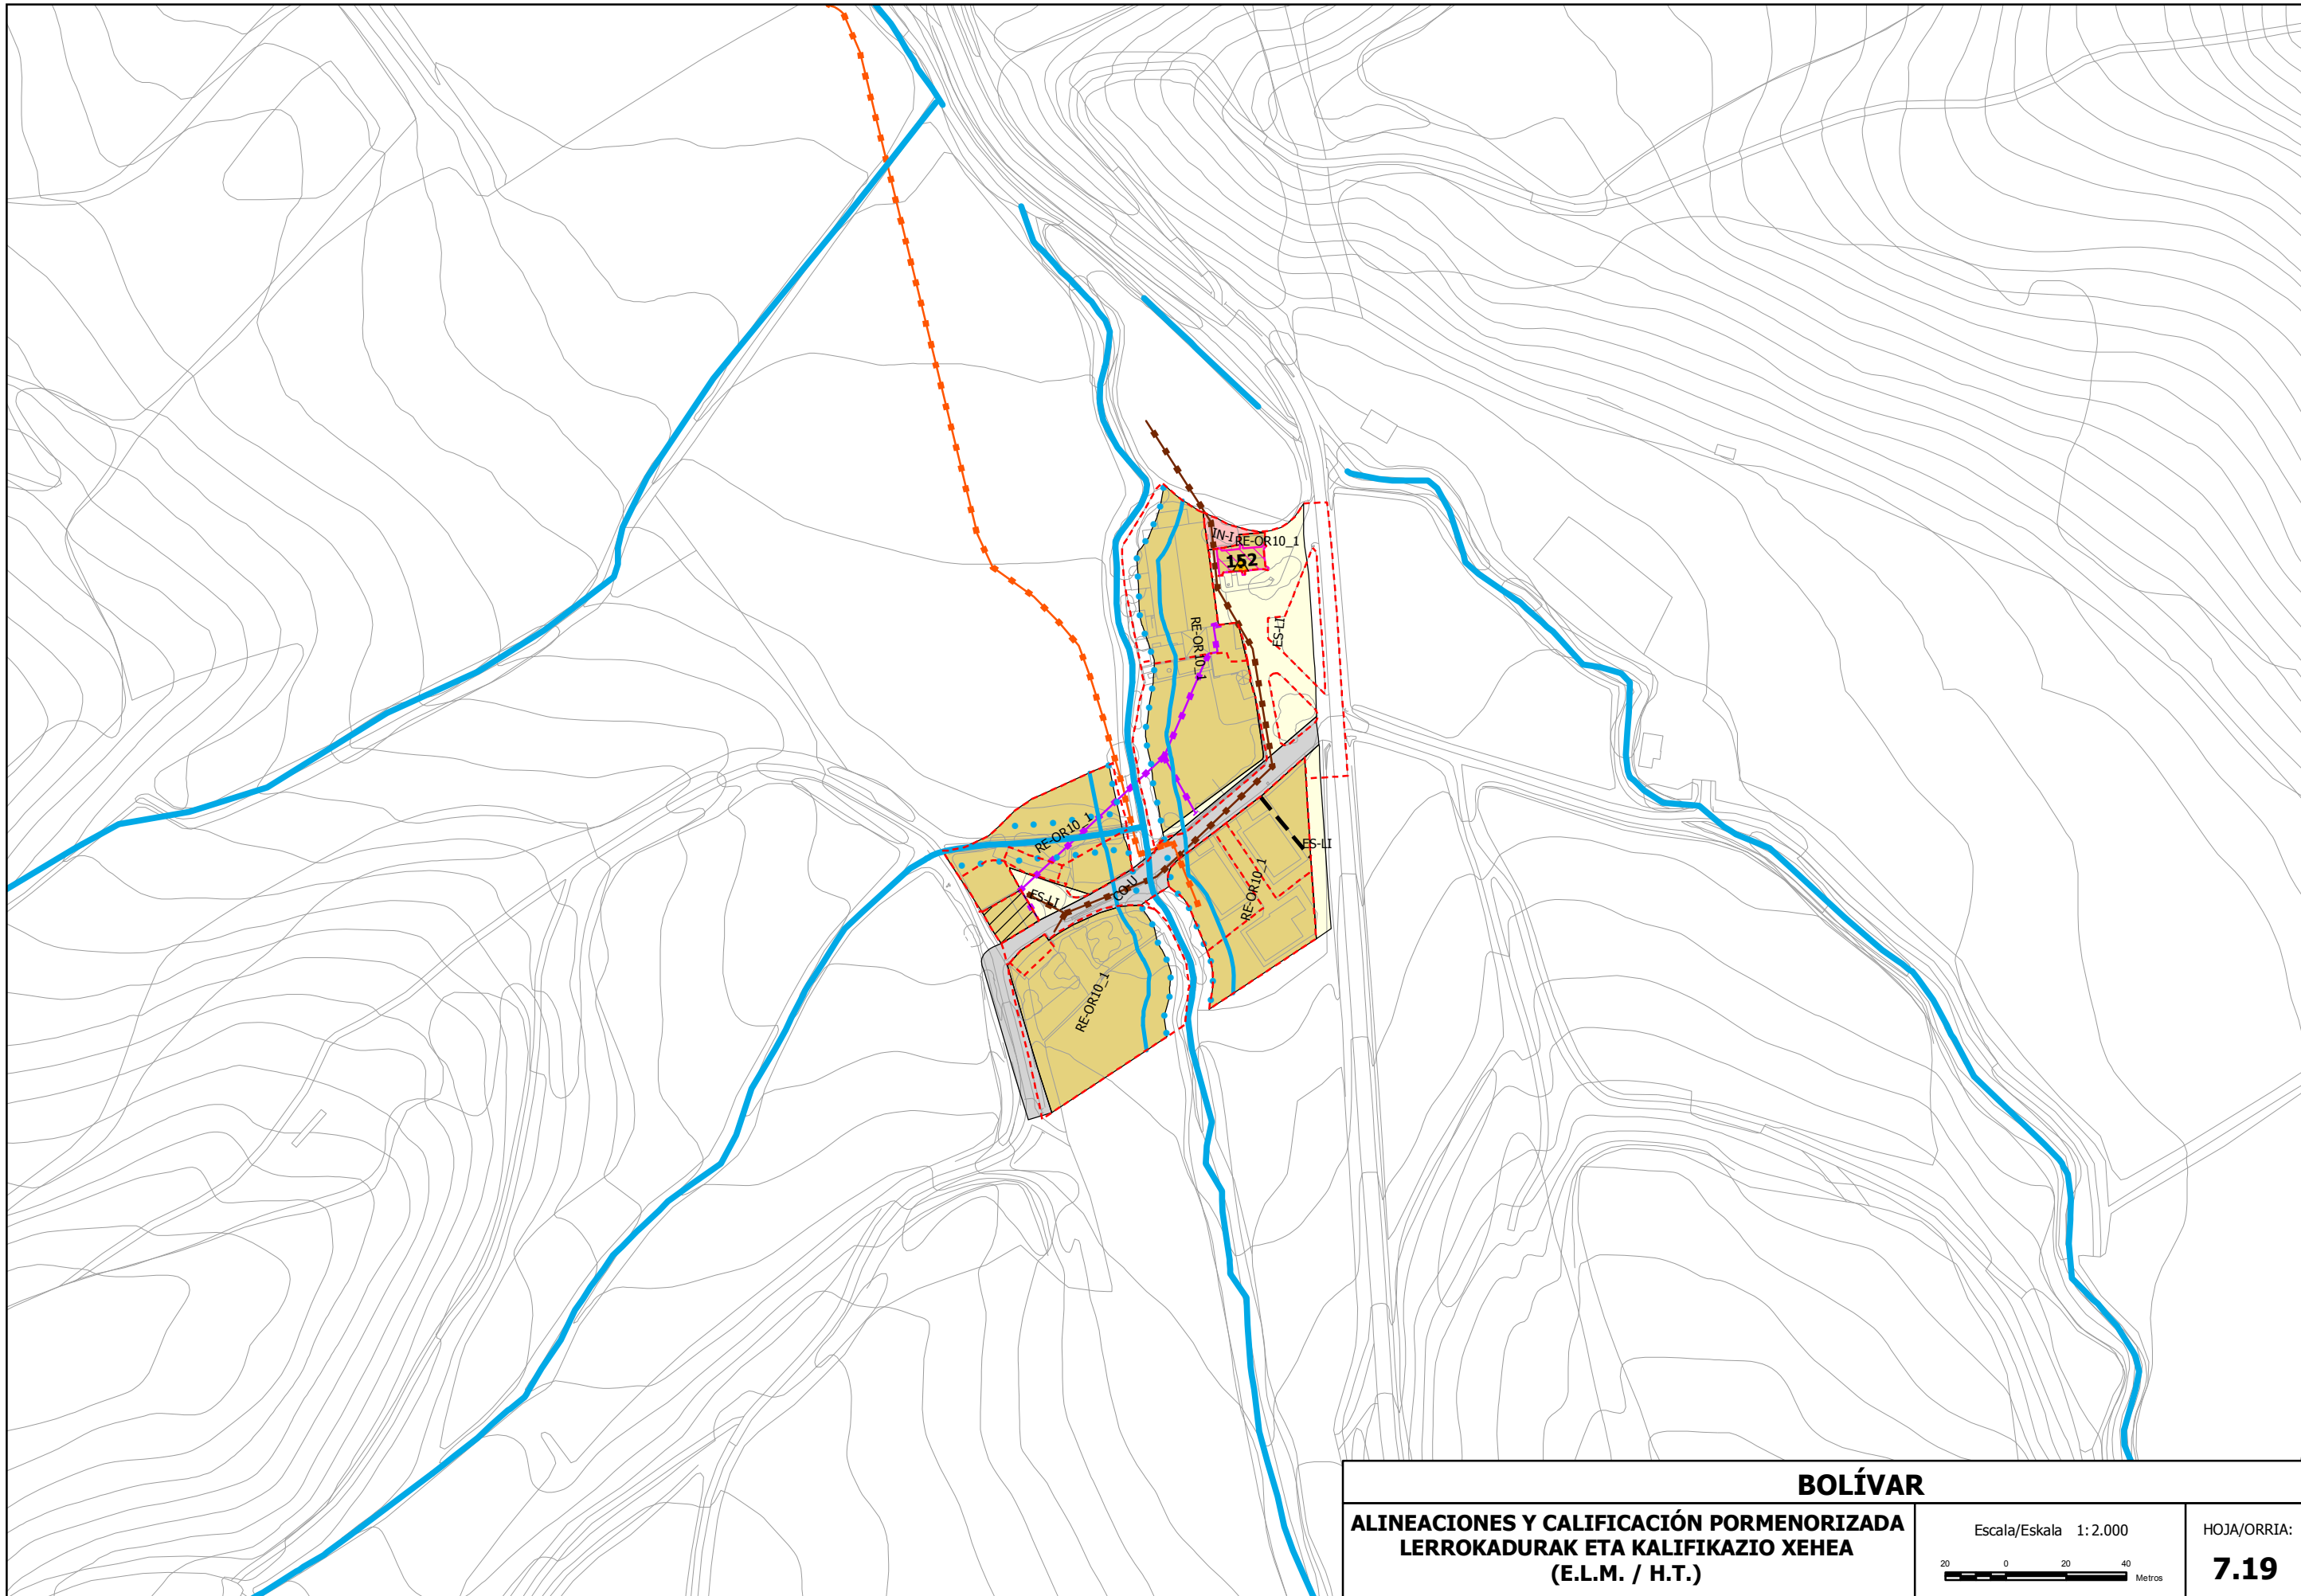 IN-I
RE-OR10_1
152
ES-LI
RE-OR10_1
RE-OR10_1
ES-LI
RE-OR10_1
ES-LI
CO-LI
RE-OR10_1
BOLÍVAR
ALINEACIONES Y CALIFICACIÓN PORMENORIZADA
LERROKADURAK ETA KALIFIKAZIO XEHEA
(E.L.M. / H.T.)
Escala/Eskala 1:2.000
20 0 20 40
Metros
HOJA/ORRIA:
7.19